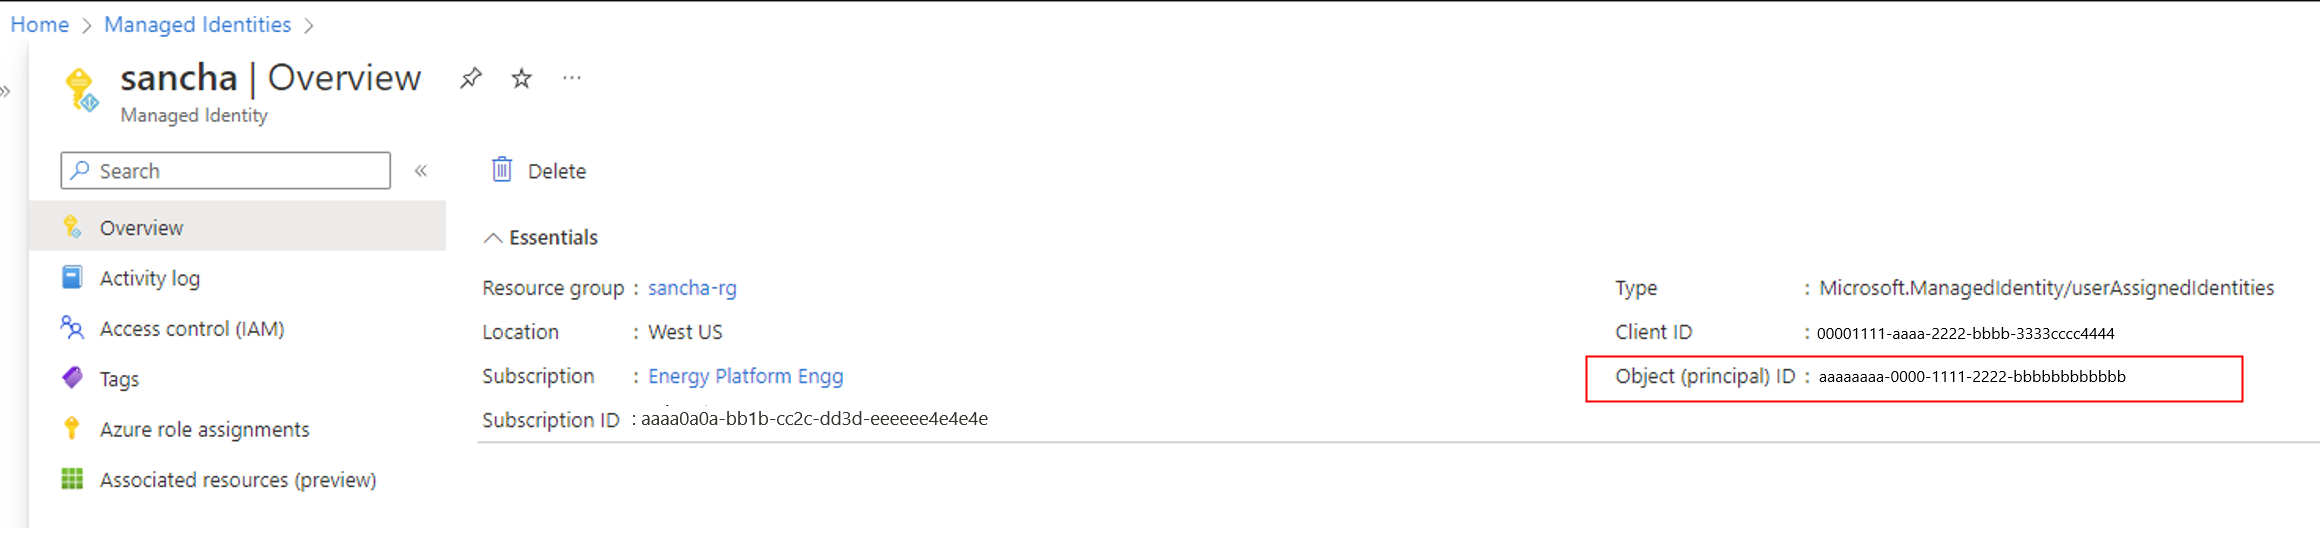 Home > Managed Identities >
»
sancha | Overview ...
Managed Identity
Search «
Overview
Activity log
Access control (IAM)
Tags
Azure role assignments
Associated resources (preview)
Delete
Essentials
Resource group : sancha-rg
Location : West US
Subscription : Energy Platform Engg
Subscription ID : aaaa0a0a-bb1b-cc2c-dd3d-eeeeee4e4e4e
Type : Microsoft.ManagedIdentity/userAssignedIdentities
Client ID : 00001111-aaaa-2222-bbbb-3333cccc4444
Object (principal) ID : aaaaaaaa-0000-1111-2222-bbbbbbbbbbbb